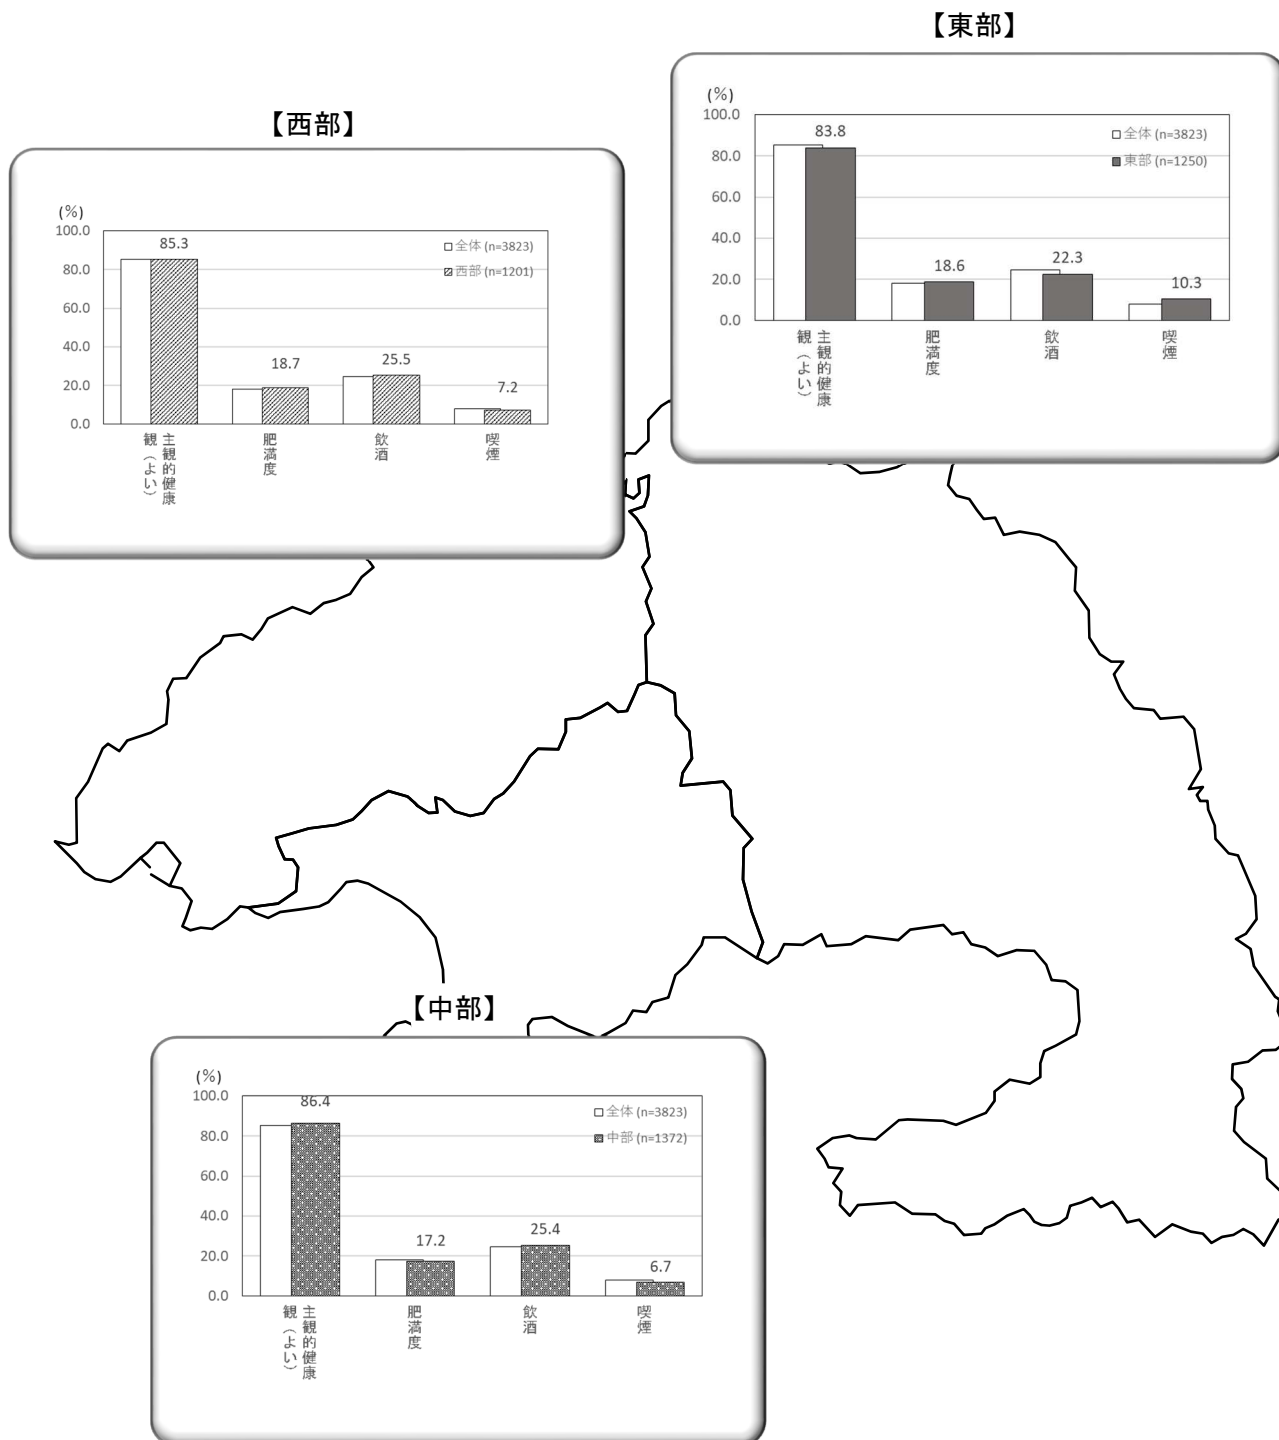 【東部】
(%)
100.0
80.0
60.0
40.0
20.0
0.0
83.8
18.6
22.3
10.3
全体 (n=3823)
東部 (n=1250)
主観的健康
観（よい）
肥満度
飲酒
喫煙
【西部】
(%)
100.0
80.0
60.0
40.0
20.0
0.0
85.3
18.7
25.5
7.2
全体 (n=3823)
西部 (n=1201)
主観的健康
観（よい）
肥満度
飲酒
喫煙
【中部】
(%)
100.0
80.0
60.0
40.0
20.0
0.0
86.4
17.2
25.4
6.7
全体 (n=3823)
中部 (n=1372)
主観的健康
観（よい）
肥満度
飲酒
喫煙